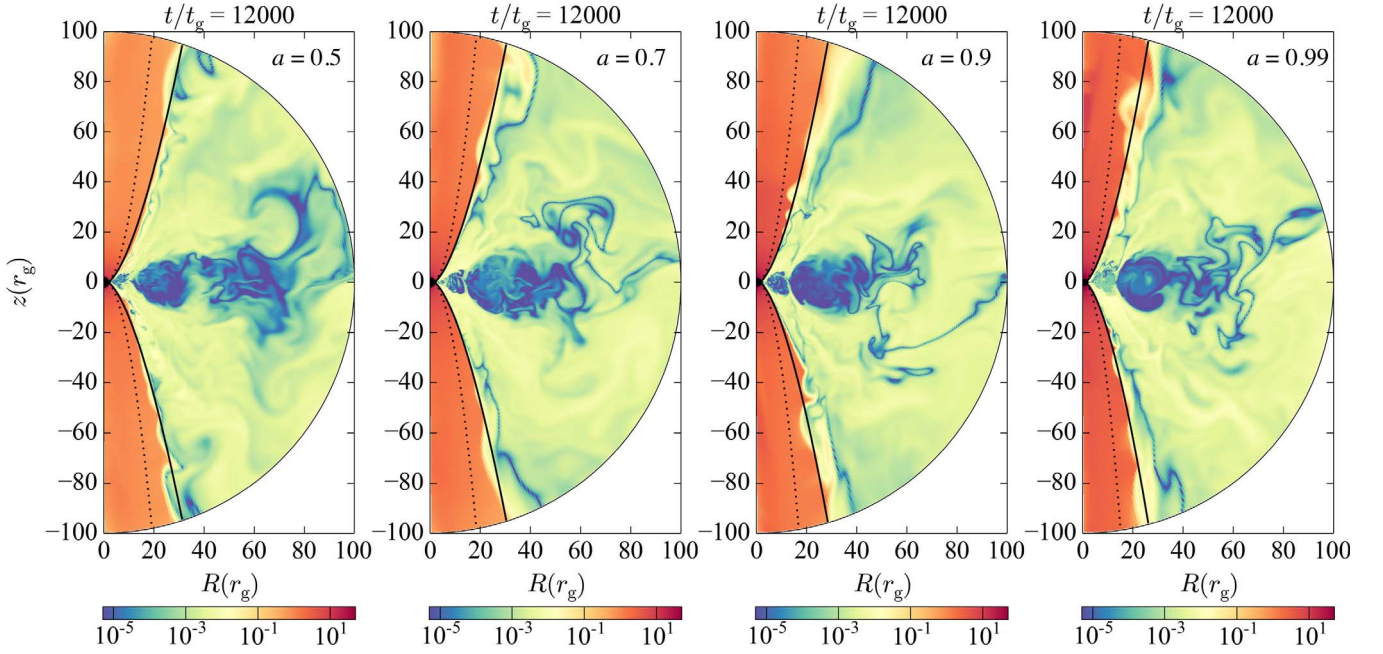 t/t_g = 12000 t/t_g = 12000 t/t_g = 12000 t/t_g = 12000
a = 0.5 a = 0.7 a = 0.9 a = 0.99
100 100 100 100
80 80 80 80
60 60 60 60
40 40 40 40
20 20 20 20
0 0 0 0
−20 −20 −20 −20
−40 −40 −40 −40
−60 −60 −60 −60
−80 −80 −80 −80
−100 −100 −100 −100
z(r_g)
0 20 40 60 80 100 0 20 40 60 80 100 0 20 40 60 80 100 0 20 40 60 80 100
R(r_g) R(r_g) R(r_g) R(r_g)
10^-5 10^-3 10^-1 10^1 10^-5 10^-3 10^-1 10^1 10^-5 10^-3 10^-1 10^1 10^-5 10^-3 10^-1 10^1